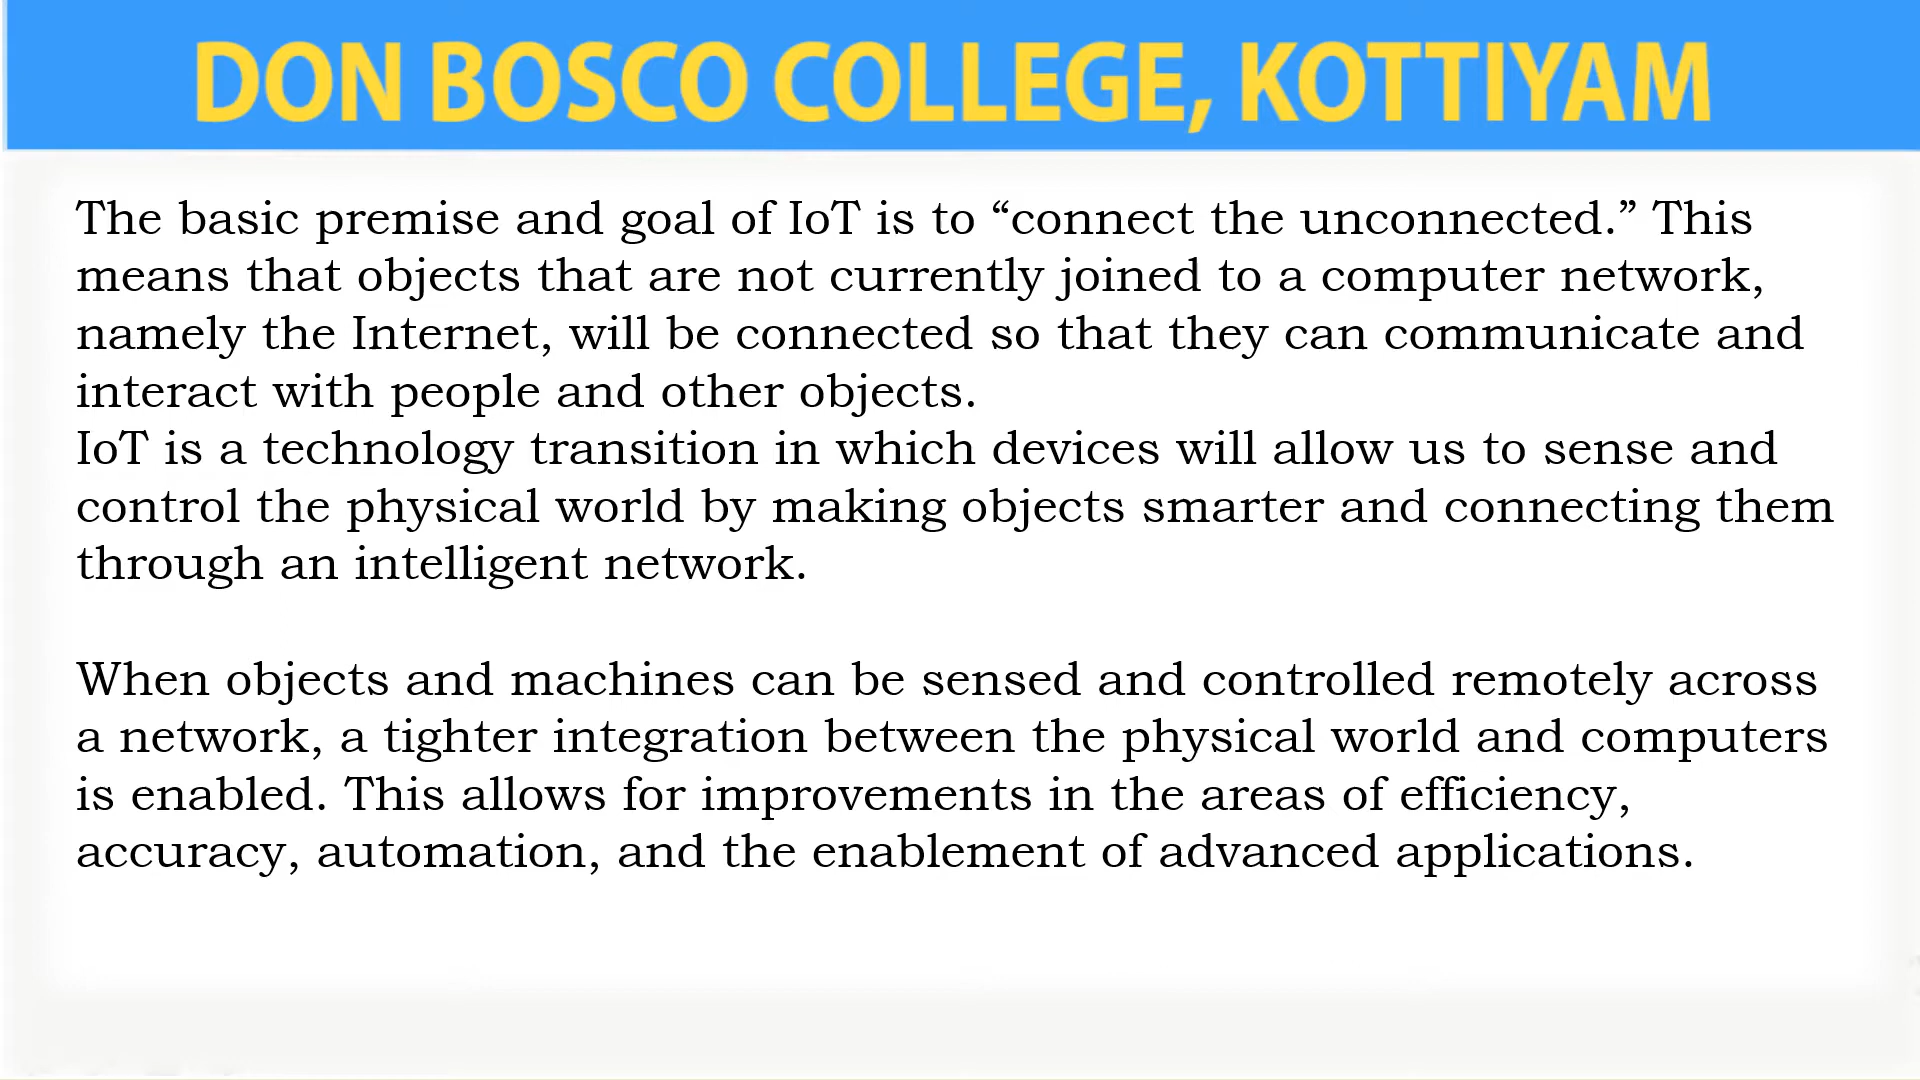 DON BOSCO COLLEGE, KOTTIYAM
The basic premise and goal of IoT is to “connect the unconnected.” This
means that objects that are not currently joined to a computer network,
namely the Internet, will be connected so that they can communicate and
interact with people and other objects.
IoT is a technology transition in which devices will allow us to sense and
control the physical world by making objects smarter and connecting them
through an intelligent network.
When objects and machines can be sensed and controlled remotely across
a network, a tighter integration between the physical world and computers
is enabled. This allows for improvements in the areas of efficiency,
accuracy, automation, and the enablement of advanced applications.